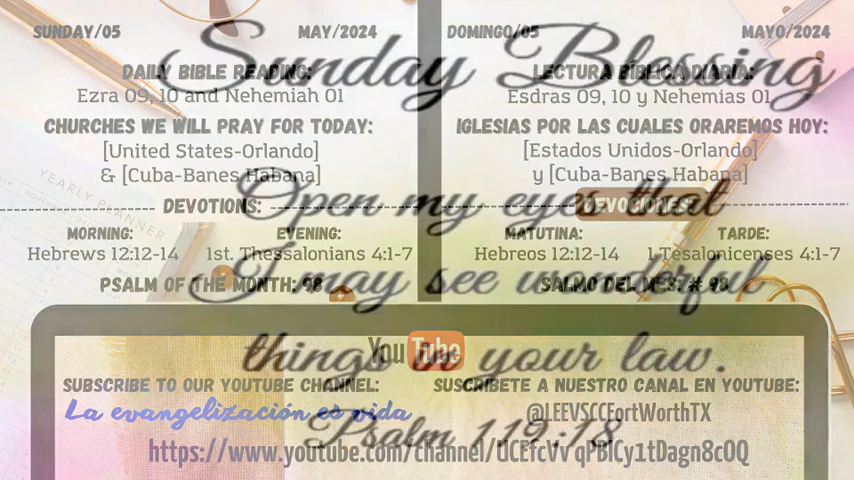 Sunday Blessing
Open my eyes that
I may see wonderful
things in your law.
Psalm 119:18
SUNDAY/05 MAY/2024
DAILY BIBLE READING:
Ezra 09, 10 and Nehemiah 01
CHURCHES WE WILL PRAY FOR TODAY:
[United States-Orlando]
& [Cuba-Banes Habana]
DEVOTIONS:
MORNING: EVENING:
Hebrews 12:12-14 1st. Thessalonians 4:1-7
PSALM OF THE MONTH: 98
DOMINGO/05 MAYO/2024
LECTURA BÍBLICA DIARIA:
Esdras 09, 10 y Nehemías 01
IGLESIAS POR LAS CUALES ORAREMOS HOY:
[Estados Unidos-Orlando]
y [Cuba-Banes Habana]
DEVOCIONES:
MATUTINA: TARDE:
Hebreos 12:12-14 1 Tesalonicenses 4:1-7
SALMO DEL MES: # 98
YouTube
SUBSCRIBE TO OUR YOUTUBE CHANNEL:
La evangelización es vida
SUSCRÍBETE A NUESTRO CANAL EN YOUTUBE:
@LEEVSCCFortWorthTX
YEARLY PLANNER